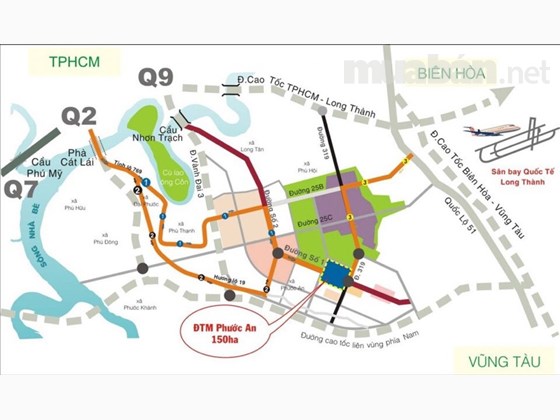 TPHCM
Q9
muaban.net
BIÊN HÒA
Đ.Cao Tốc TPHCM - Long Thành
Q2
Cầu
Nhơn Trạch
Phà
Cát Lái
Tỉnh lộ 769
Cầu
Phú Mỹ
Q7
Cù lao
Ông Cồn
Đ.Vành Đai 3
xã
Long Tân
Đường 319
Đ.Cao Tốc Biên Hòa - Vũng Tàu
Sân bay Quốc Tế
Long Thành
Quốc Lộ 51
Đường 25B
Đường 25C
xã
Phú Hữu
xã
Phú Thạnh
xã
Phú Đông
Đường Số 2
Đường Số 1
Đ. 319
SÔNG NHÀ BÈ
Hương lộ 19
xã
Phước Khánh
xã
Phước An
ĐTM Phước An
150ha
Đường cao tốc liên vùng phía Nam
VŨNG TÀU